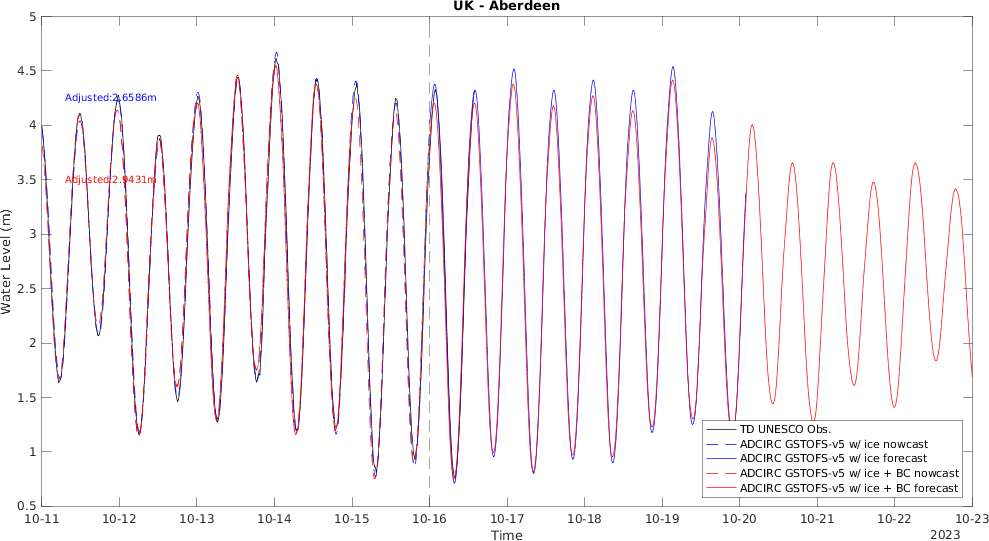 UK - Aberdeen
5
4.5
4
3.5
3
2.5
2
1.5
1
0.5
Water Level (m)
Adjusted:2.6586m
Adjusted:2.9431m
TD UNESCO Obs.
ADCIRC GSTOFS-v5 w/ ice nowcast
ADCIRC GSTOFS-v5 w/ ice forecast
ADCIRC GSTOFS-v5 w/ ice + BC nowcast
ADCIRC GSTOFS-v5 w/ ice + BC forecast
10-11 10-12 10-13 10-14 10-15 10-16 10-17 10-18 10-19 10-20 10-21 10-22 10-23
Time
2023